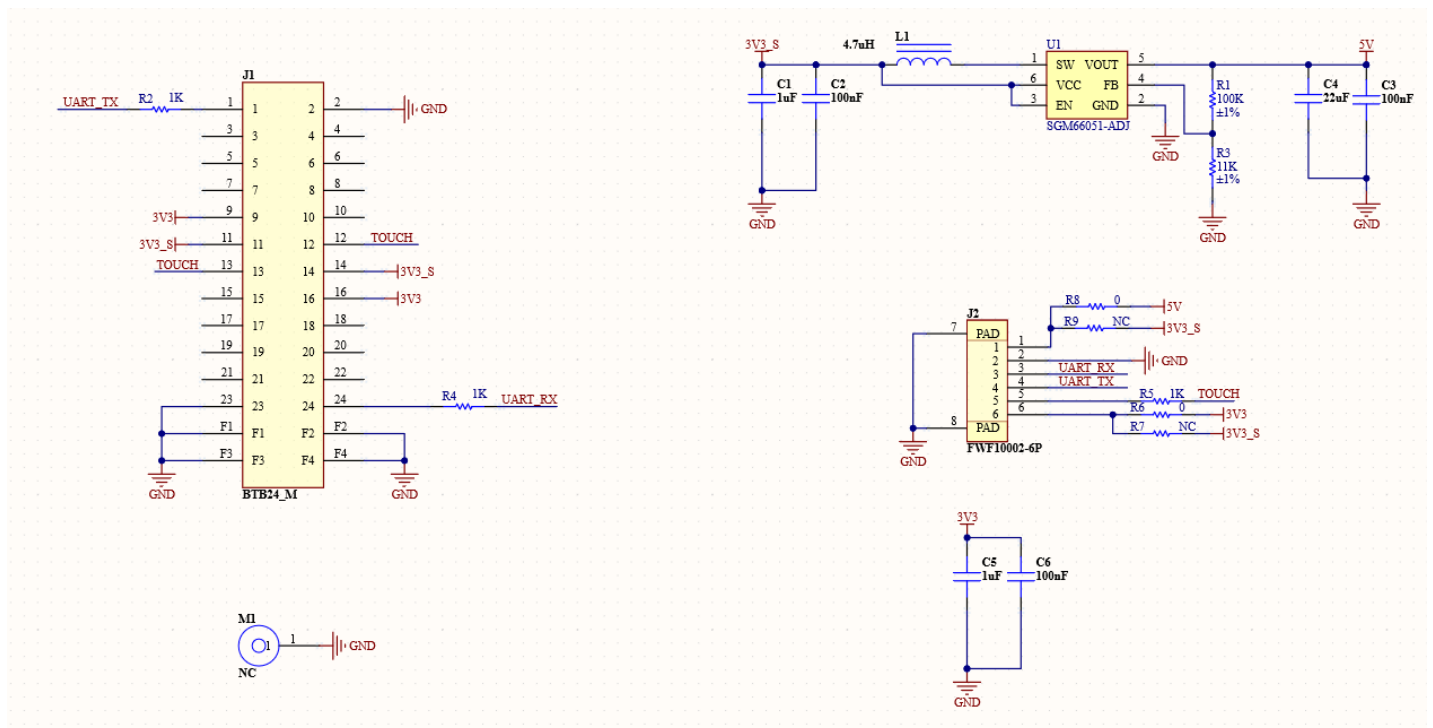 J1
UART_TX R2 1K 1 1 2 2 GND
3 3 4 4
5 5 6 6
7 7 8 8
3V3 9 9 10 10
3V3_S 11 11 12 12 TOUCH
TOUCH 13 13 14 14 3V3_S
15 15 16 16 3V3
17 17 18 18
19 19 20 20
21 21 22 22
23 23 24 24 R4 1K UART_RX
F1 F1 F2 F2
F3 F3 F4 F4
GND BTB24_M GND
M1
1 1 GND
NC
3V3_S 4.7uH L1 U1 5V
1 SW VOUT 5
6 VCC FB 4
3 EN GND 2
SGM66051-ADJ
C1
1uF
C2
100nF
R1
100K
±1%
C4
22uF
C3
100nF
GND
R3
11K
±1%
GND
GND
GND
J2
R8 0 5V
R9 NC 3V3_S
7 PAD
1 1
2 2 GND
3 3 UART_RX
4 4 UART_TX
5 5 R5 1K TOUCH
6 6 R6 0 3V3
8 PAD R7 NC 3V3_S
GND
FWF10002-6P
3V3
C5
1uF
C6
100nF
GND